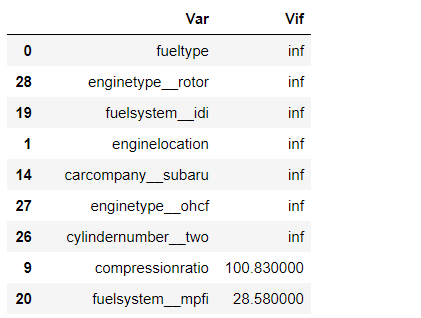 Var Vif
0 fueltype inf
28 enginetype__rotor inf
19 fuelsystem__idi inf
1 enginelocation inf
14 carcompany__subaru inf
27 enginetype__ohcf inf
26 cylindernumber__two inf
9 compressionratio 100.830000
20 fuelsystem__mpfi 28.580000